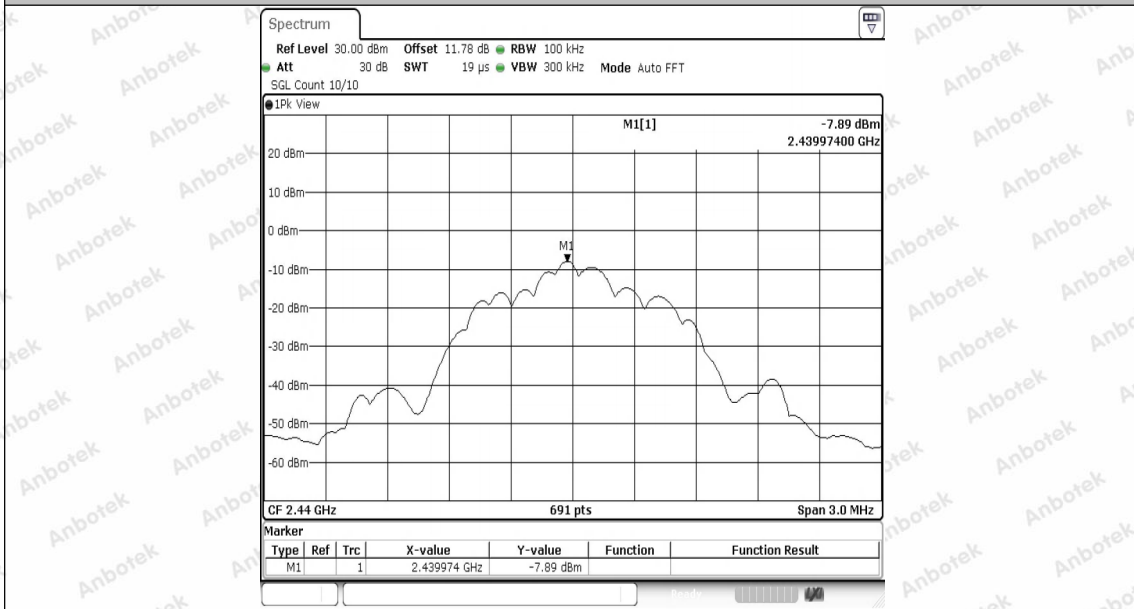 Spectrum
Ref Level 30.00 dBm Offset 11.78 dB RBW 100 kHz
Att 30 dB SWT 19 µs VBW 300 kHz Mode Auto FFT
SGL Count 10/10
1Pk View
M1[1] -7.89 dBm
2.43997400 GHz
20 dBm
10 dBm
0 dBm
M1
-10 dBm
-20 dBm
-30 dBm
-40 dBm
-50 dBm
-60 dBm
CF 2.44 GHz 691 pts Span 3.0 MHz
Marker
Type Ref Trc X-value Y-value Function Function Result
M1 1 2.439974 GHz -7.89 dBm
Ready
Anbotek